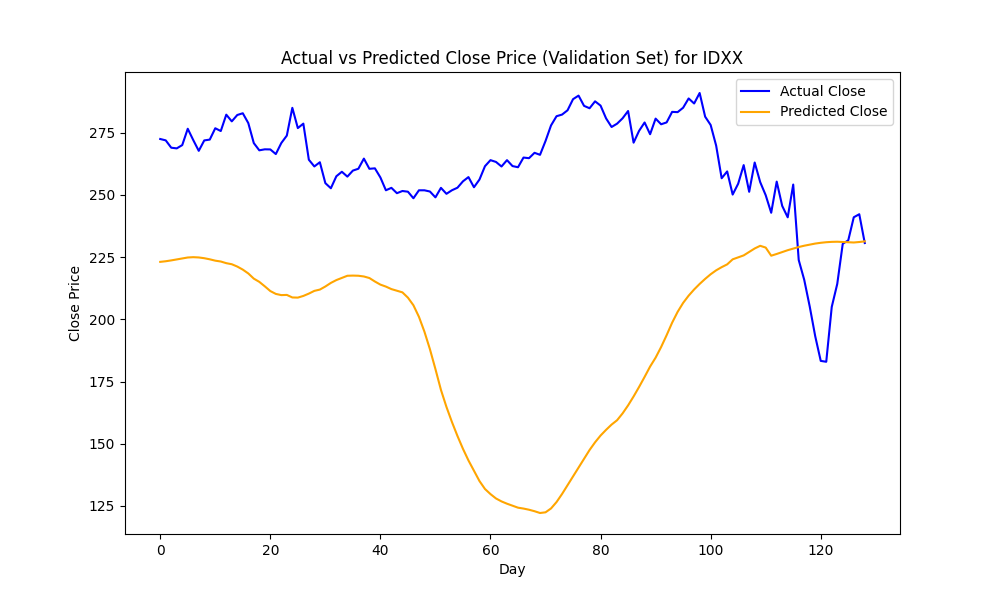 Actual vs Predicted Close Price (Validation Set) for IDXX
Actual Close
Predicted Close
Close Price
275
250
225
200
175
150
125
0 20 40 60 80 100 120
Day